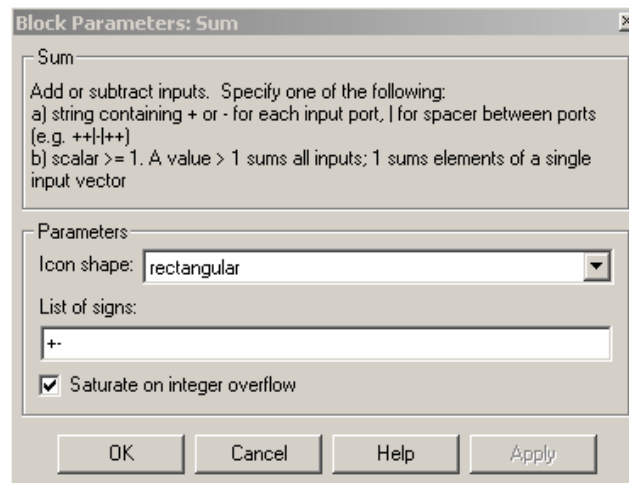 Block Parameters: Sum
Sum
Add or subtract inputs. Specify one of the following:
a) string containing + or - for each input port, | for spacer between ports
(e.g. ++|-|++)
b) scalar >= 1. A value > 1 sums all inputs; 1 sums elements of a single
input vector
Parameters
Icon shape: rectangular
List of signs:
+-
Saturate on integer overflow
OK Cancel Help Apply